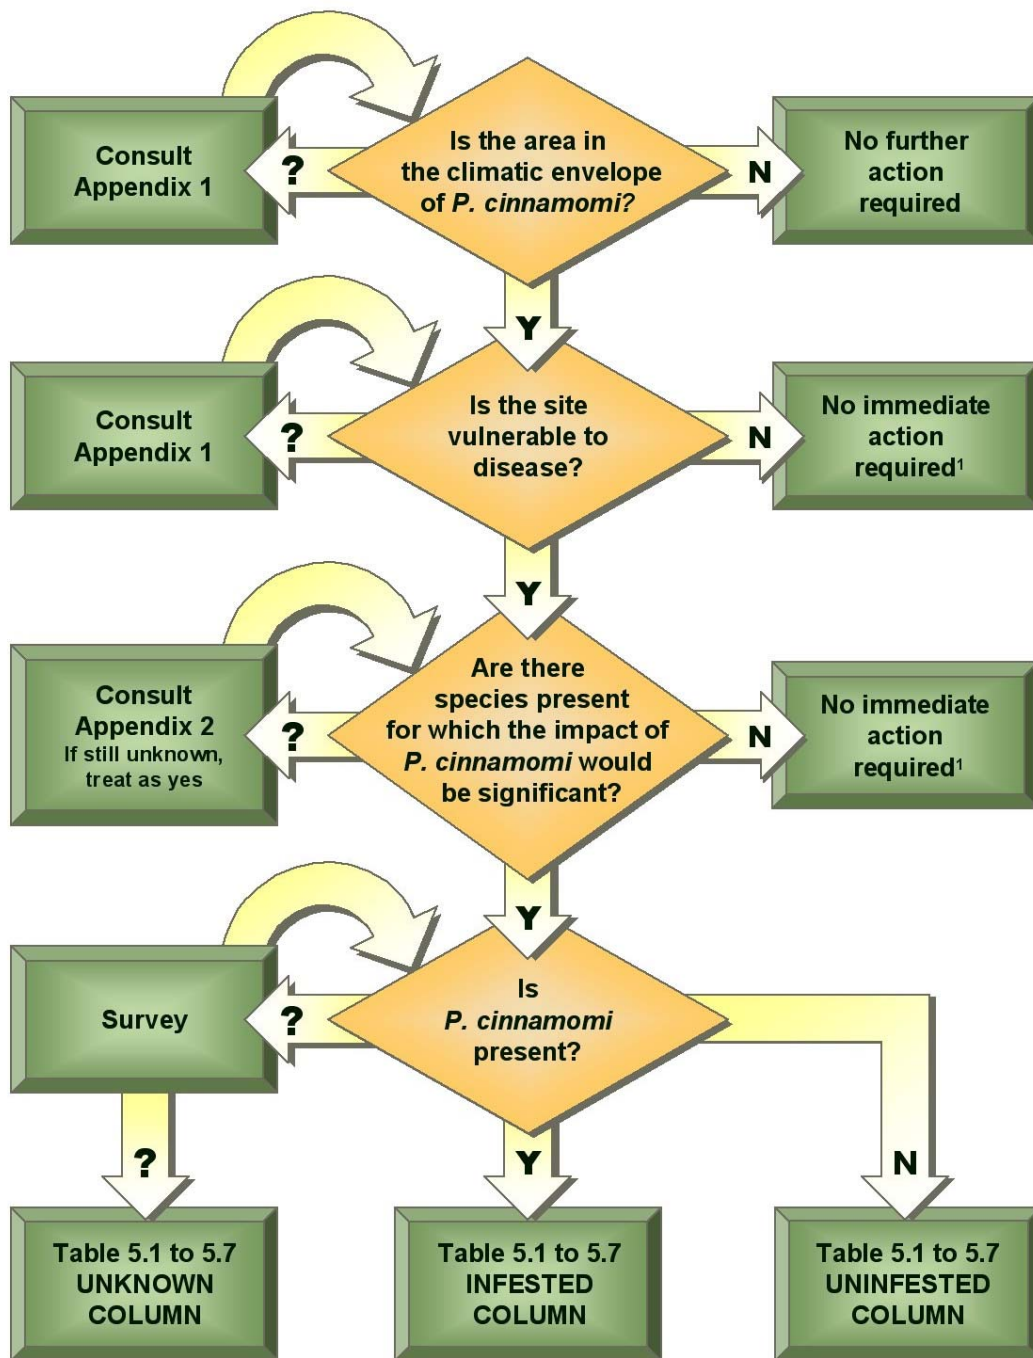 Consult
Appendix 1
?
Is the area in
the climatic envelope
of P. cinnamomi?
N
No further
action
required
Y
Consult
Appendix 1
?
Is the site
vulnerable to
disease?
N
No immediate
action
required¹
Y
Consult
Appendix 2
If still unknown,
treat as yes
?
Are there
species present
for which the impact of
P. cinnamomi would
be significant?
N
No immediate
action
required¹
Y
Survey
?
Is
P. cinnamomi
present?
?
Y
N
Table 5.1 to 5.7
UNKNOWN
COLUMN
Table 5.1 to 5.7
INFESTED
COLUMN
Table 5.1 to 5.7
UNINFESTED
COLUMN